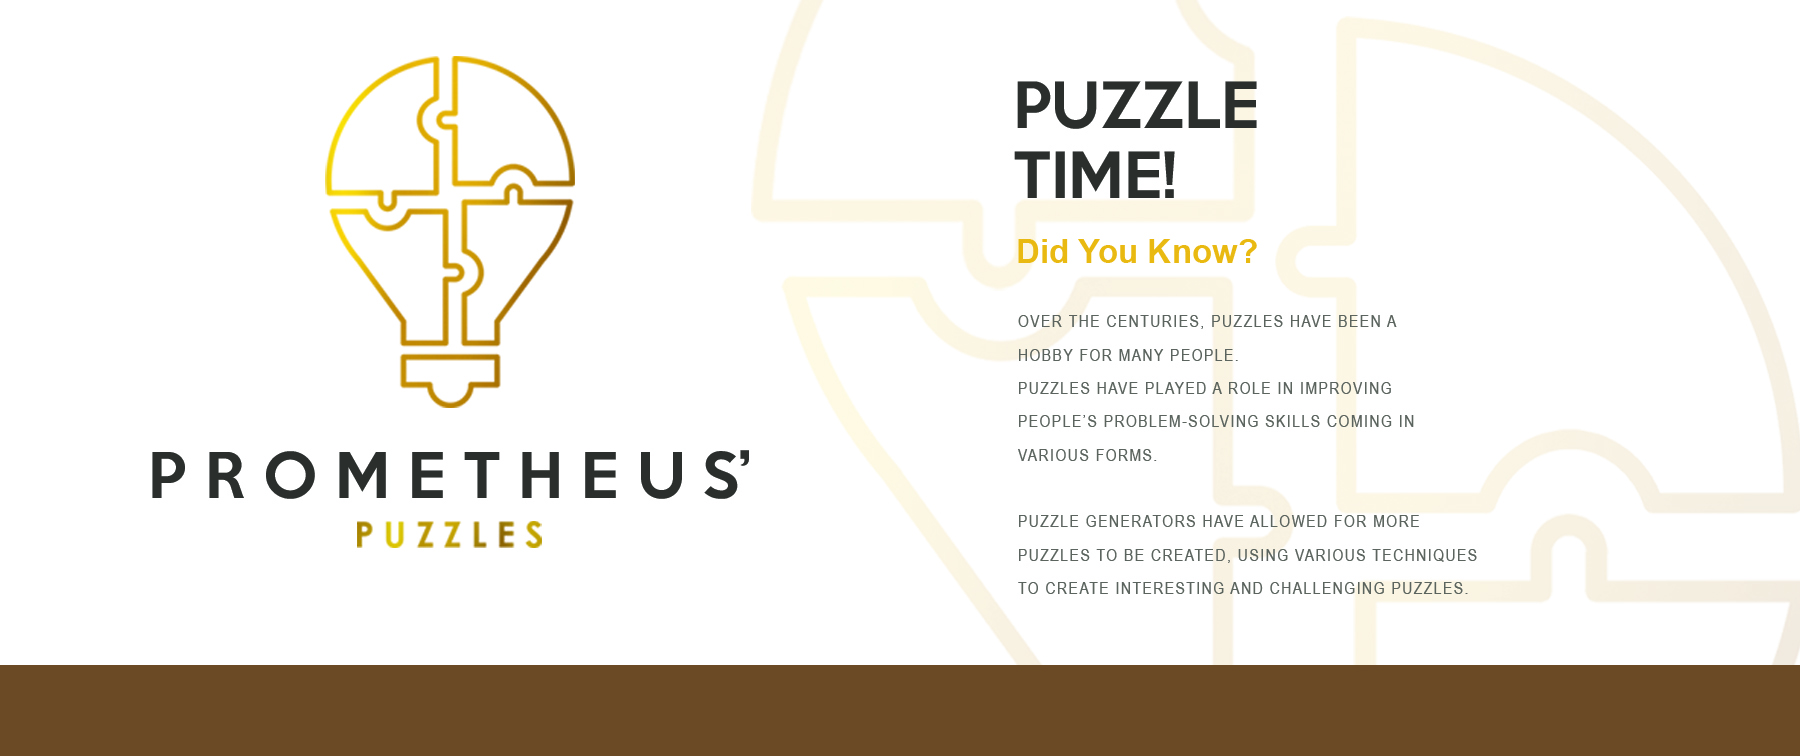 PROMETHEUS’
PUZZLES
PUZZLE
TIME!
Did You Know?
OVER THE CENTURIES, PUZZLES HAVE BEEN A
HOBBY FOR MANY PEOPLE.
PUZZLES HAVE PLAYED A ROLE IN IMPROVING
PEOPLE’S PROBLEM-SOLVING SKILLS COMING IN
VARIOUS FORMS.
PUZZLE GENERATORS HAVE ALLOWED FOR MORE
PUZZLES TO BE CREATED, USING VARIOUS TECHNIQUES
TO CREATE INTERESTING AND CHALLENGING PUZZLES.